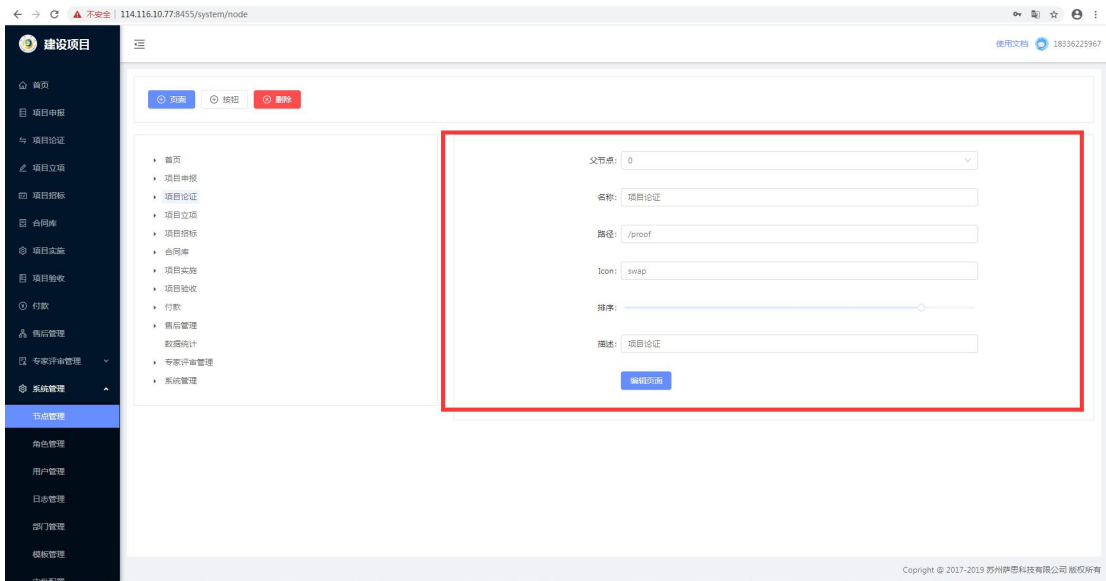 不安全 | 114.116.10.77:8455/system/node
建设项目
使用文档 18336225967
首页
项目申报
项目论证
项目立项
项目招标
合同库
项目实施
项目验收
付款
售后管理
专家评审管理
系统管理
节点管理
角色管理
用户管理
日志管理
部门管理
模板管理
页面 按钮 删除
首页
项目申报
项目论证
项目立项
项目招标
合同库
项目实施
项目验收
付款
售后管理
数据统计
专家评审管理
系统管理
父节点: 0
名称: 项目论证
路径: /proof
Icon: swap
排序:
描述: 项目论证
编辑页面
Copright @ 2017-2019 苏州萨思科技有限公司 版权所有